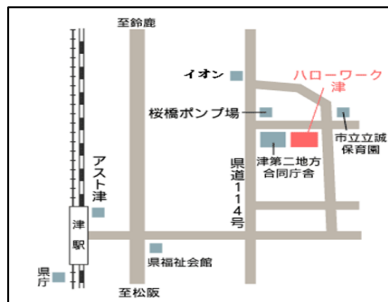 至鈴鹿
イオン
ハローワーク
津
桜橋ポンプ場
市立立誠
保育園
津第二地方
合同庁舎
県道114号
アスト津
津駅
県福祉会館
県庁
至松阪